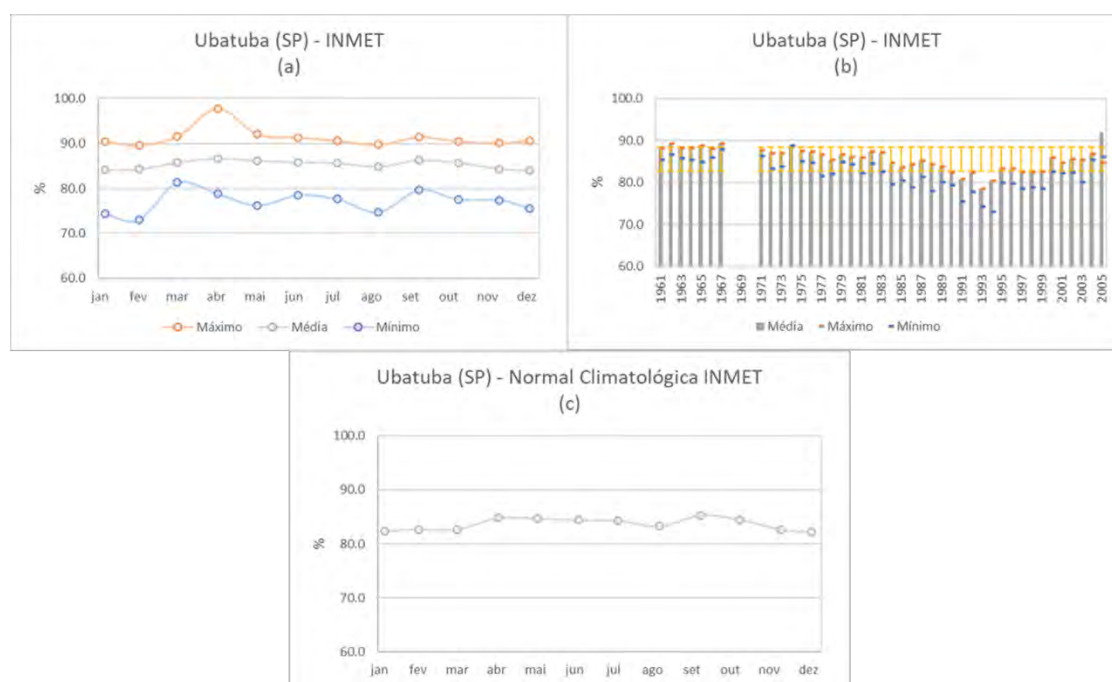 Ubatuba (SP) - INMET
(a)
100.0
90.0
80.0
70.0
60.0
%
jan fev mar abr mai jun jul ago set out nov dez
Máximo Média Mínimo
Ubatuba (SP) - INMET
(b)
100.0
90.0
80.0
70.0
60.0
%
1961 1963 1965 1967 1969 1971 1973 1975 1977 1979 1981 1983 1985 1987 1989 1991 1993 1995 1997 1999 2001 2003 2005
Média Máximo Mínimo
Ubatuba (SP) - Normal Climatológica INMET
(c)
100.0
90.0
80.0
70.0
60.0
%
jan fev mar abr mai jun jul ago set out nov dez